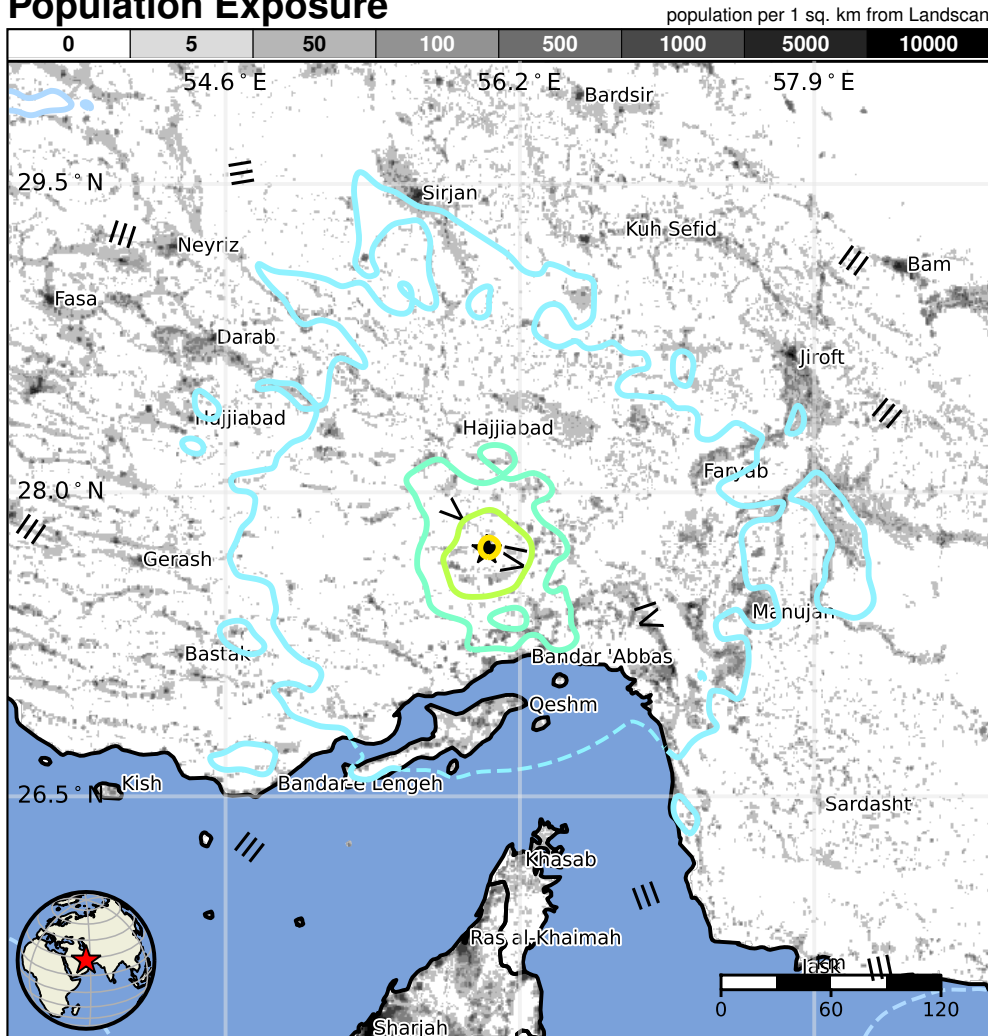 Population Exposure
population per 1 sq. km from Landscan
0 5 50 100 500 1000 5000 10000
54.6°E 56.2°E 57.9°E
Bardsir
29.5°N
Sirjan
Kuh Sefid
Neyriz
Bam
Fasa
Darab
Jiroft
Hajjiabad
Hajjiabad
Faryab
28.0°N
Gerash
Manujan
Bastak
Bandar 'Abbas
Qeshm
Kish
Bandar-e Lengeh
26.5°N
Sardasht
Khasab
Ras al-Khaimah
Jask
km
0 60 120
Sharjah